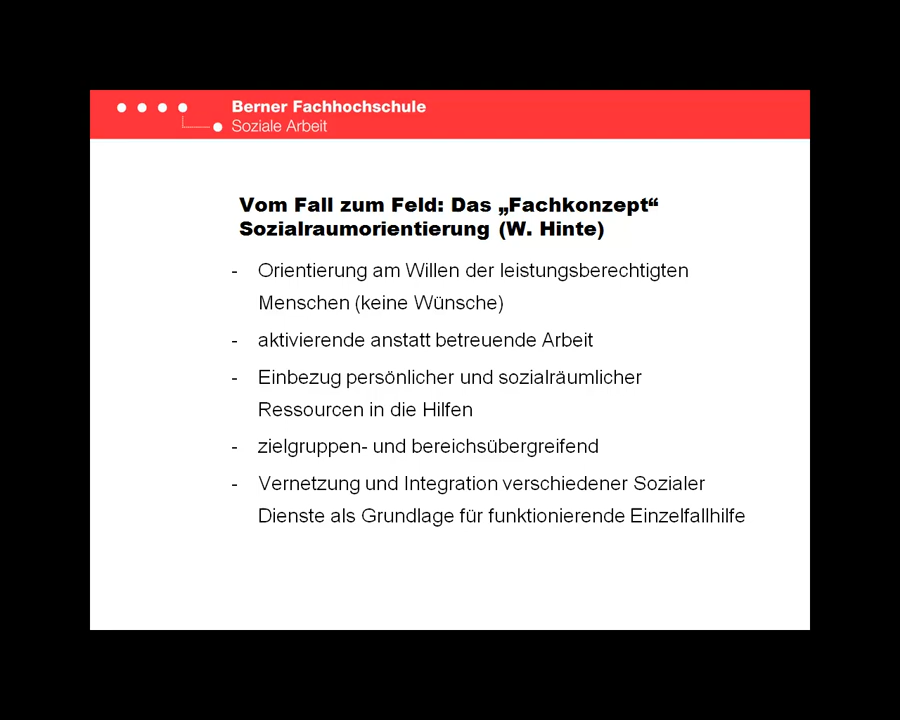 Berner Fachhochschule
Soziale Arbeit
Vom Fall zum Feld: Das „Fachkonzept“
Sozialraumorientierung (W. Hinte)
- Orientierung am Willen der leistungsberechtigten
Menschen (keine Wünsche)
- aktivierende anstatt betreuende Arbeit
- Einbezug persönlicher und sozialräumlicher
Ressourcen in die Hilfen
- zielgruppen- und bereichsübergreifend
- Vernetzung und Integration verschiedener Sozialer
Dienste als Grundlage für funktionierende Einzelfallhilfe